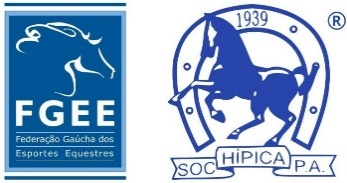 FGEE
Federação Gaúcha dos
Esportes Equestres
1939
®
SOC HÍPICA P.A.